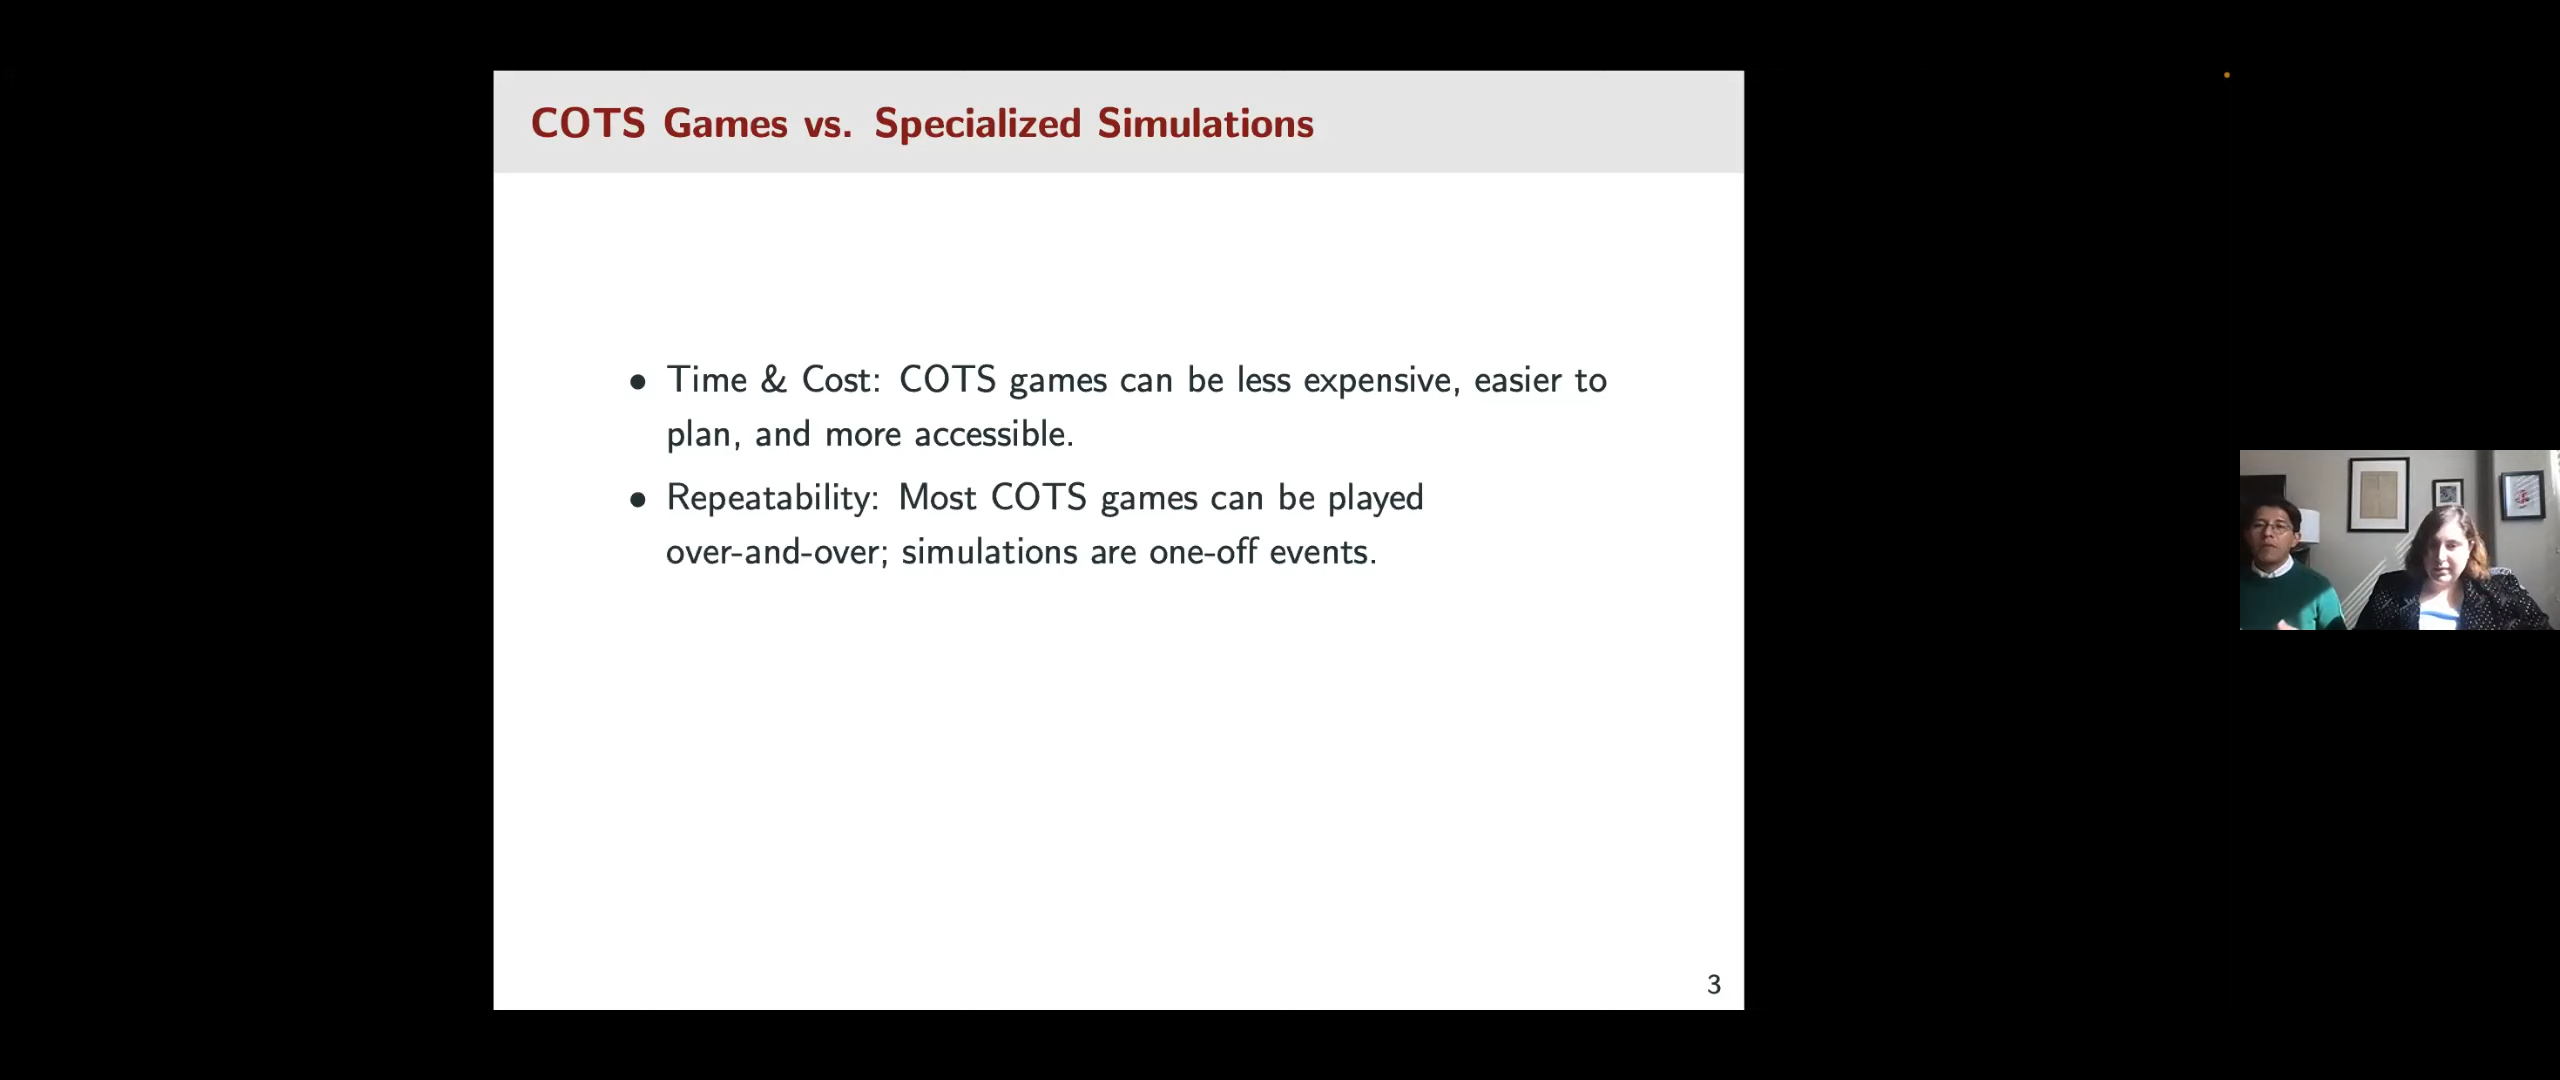 COTS Games vs. Specialized Simulations
• Time & Cost: COTS games can be less expensive, easier to
plan, and more accessible.
• Repeatability: Most COTS games can be played
over-and-over; simulations are one-off events.
3